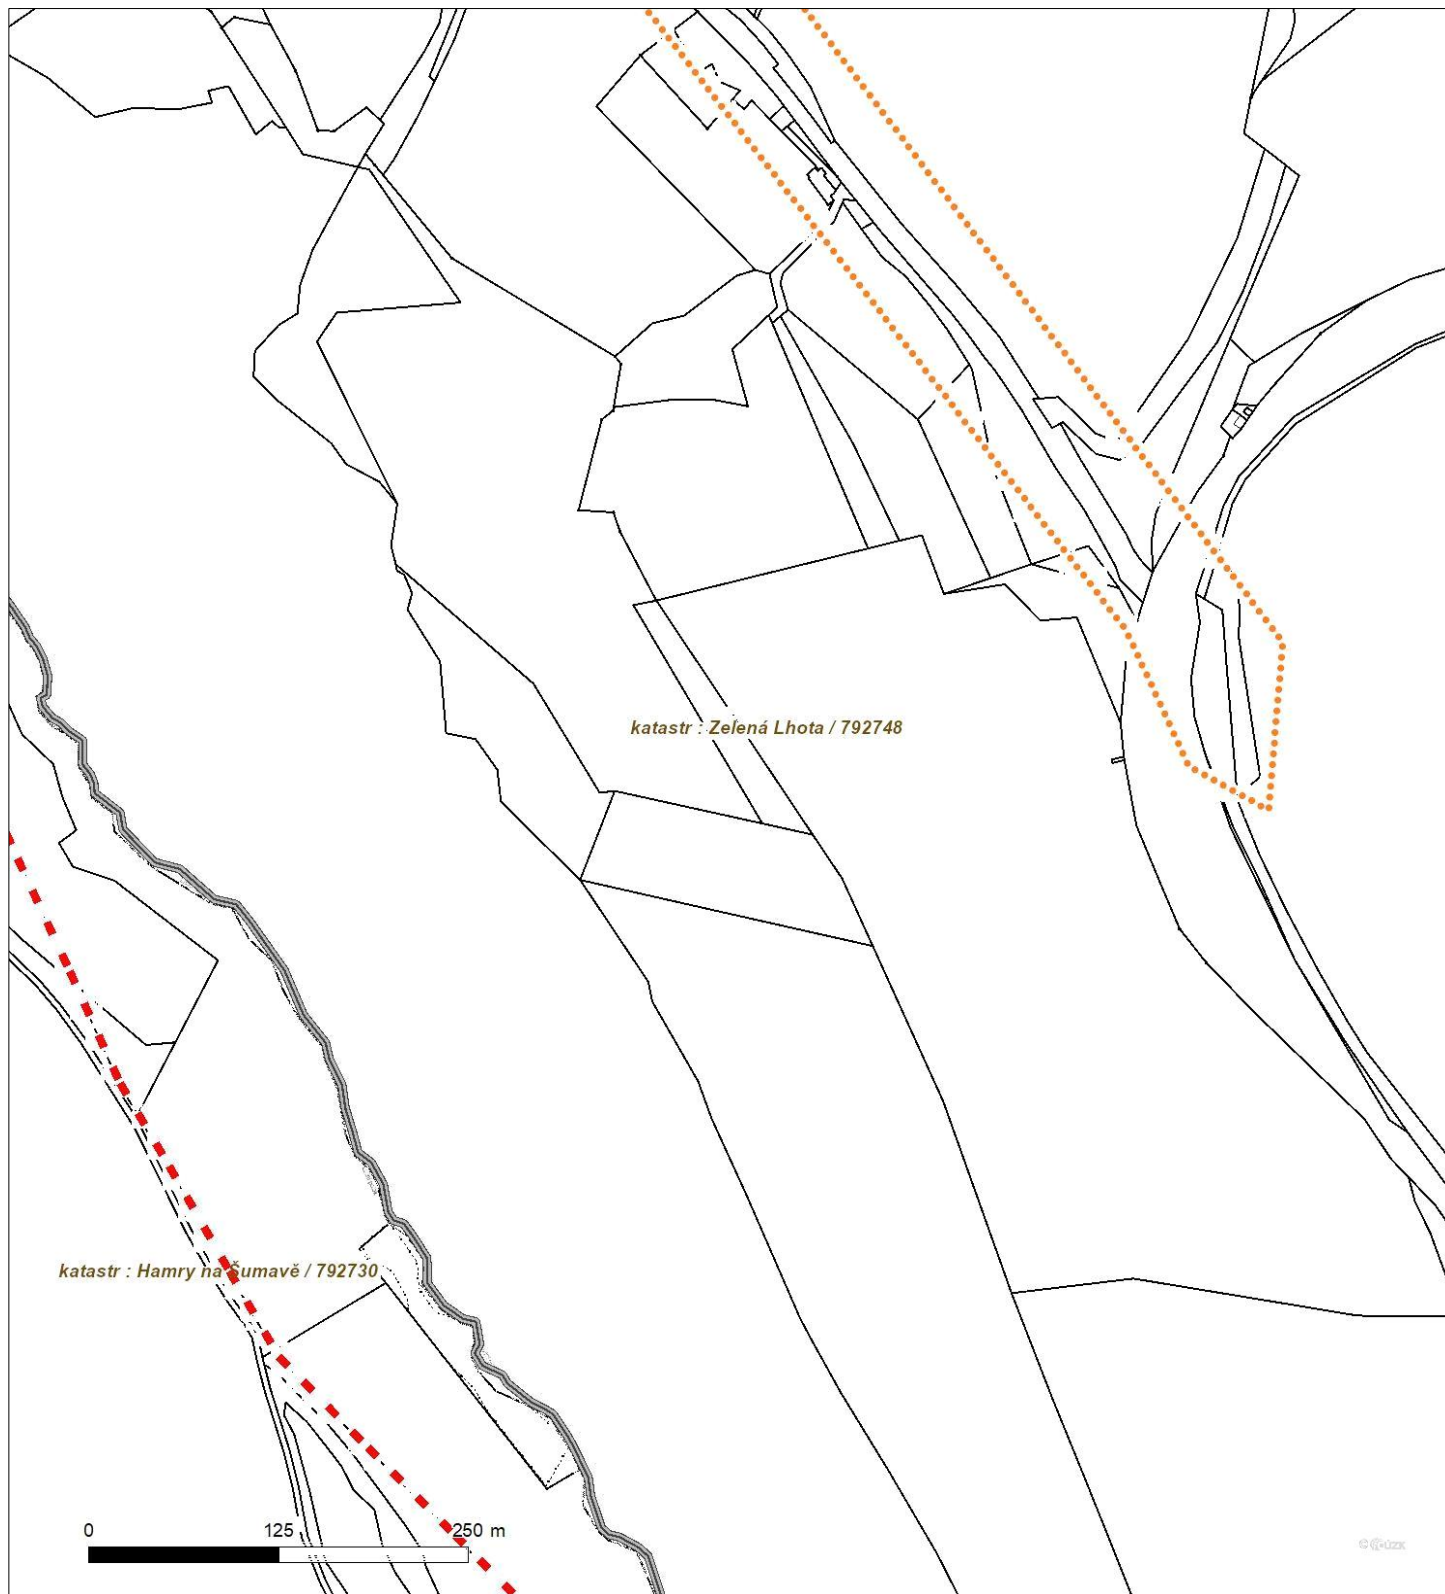 katastr : Zelená Lhota / 792748
katastr : Hamry na Šumavě / 792730
0 125 250 m